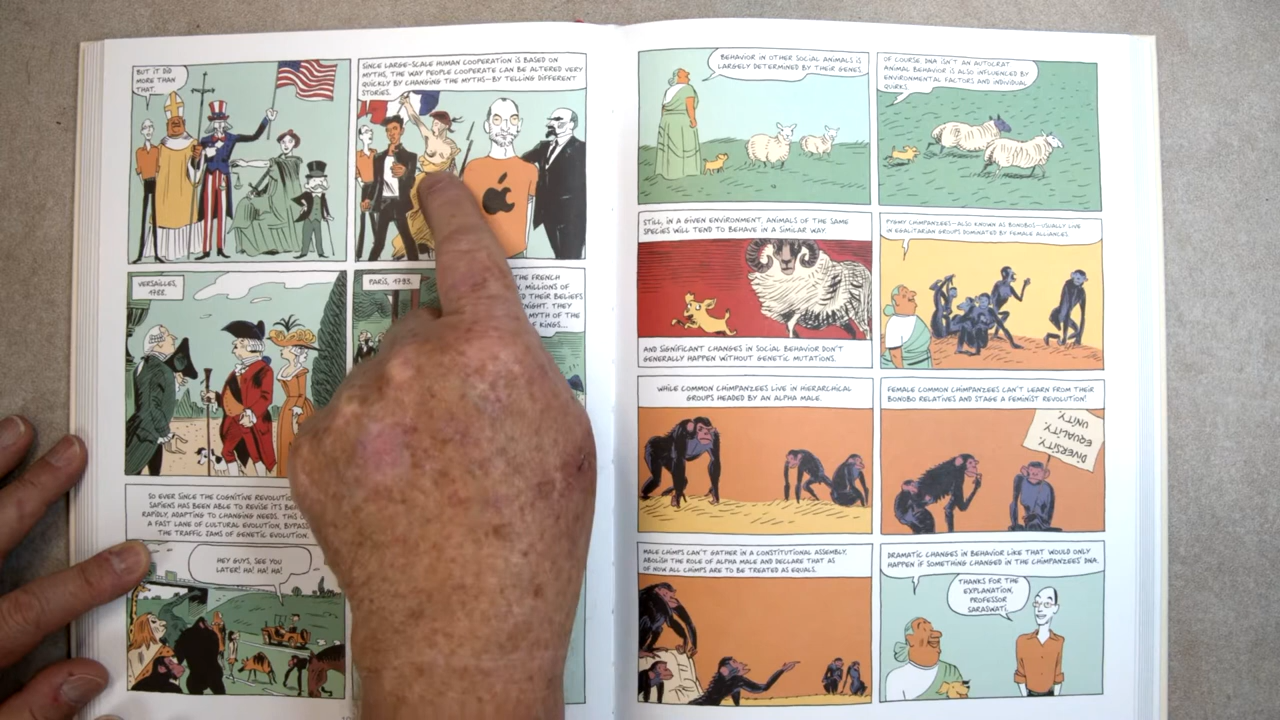 BUT IT DID
MORE THAN
THAT.
SINCE LARGE-SCALE HUMAN COOPERATION IS BASED ON
MYTHS, THE WAY PEOPLE COOPERATE CAN BE ALTERED VERY
QUICKLY BY CHANGING THE MYTHS—BY TELLING DIFFERENT
STORIES.
VERSAILLES,
PARIS, 1793.
THE FRENCH
MILLIONS OF
THEIR BELIEFS
THEY
MYTH OF THE
KINGS...
SO EVER SINCE THE COGNITIVE
SAPIENS HAS BEEN ABLE TO REVISE ITS
RAPIDLY, ADAPTING TO CHANGING NEEDS. THIS
A FAST LANE OF CULTURAL EVOLUTION,
THE TRAFFIC JAMS OF GENETIC EVOLUTION.
HEY GUYS, SEE YOU
LATER! HA! HA! HA!
BEHAVIOR IN OTHER SOCIAL ANIMALS IS
LARGELY DETERMINED BY THEIR GENES.
OF COURSE DNA ISN'T AN AUTOCRAT.
ANIMAL BEHAVIOR IS ALSO INFLUENCED BY
ENVIRONMENTAL FACTORS AND INDIVIDUAL
QUIRKS.
STILL, IN A GIVEN ENVIRONMENT, ANIMALS OF THE SAME
SPECIES WILL TEND TO BEHAVE IN A SIMILAR WAY.
AND SIGNIFICANT CHANGES IN SOCIAL BEHAVIOR DON'T
GENERALLY HAPPEN WITHOUT GENETIC MUTATIONS.
PYGMY CHIMPANZEES—ALSO KNOWN AS BONOBOS—USUALLY LIVE
IN EGALITARIAN GROUPS DOMINATED BY FEMALE ALLIANCES.
WHILE COMMON CHIMPANZEES LIVE IN HIERARCHICAL
GROUPS HEADED BY AN ALPHA MALE.
FEMALE COMMON CHIMPANZEES CAN'T LEARN FROM THEIR
BONOBO RELATIVES AND STAGE A FEMINIST REVOLUTION!
DIVERSITY,
EQUALITY,
UNITY.
MALE CHIMPS CAN'T GATHER IN A CONSTITUTIONAL ASSEMBLY,
ABOLISH THE ROLE OF ALPHA MALE AND DECLARE THAT AS
OF NOW ALL CHIMPS ARE TO BE TREATED AS EQUALS.
DRAMATIC CHANGES IN BEHAVIOR LIKE THAT WOULD ONLY
HAPPEN IF SOMETHING CHANGED IN THE CHIMPANZEES' DNA.
THANKS FOR THE
EXPLANATION,
PROFESSOR
SARASWATI.